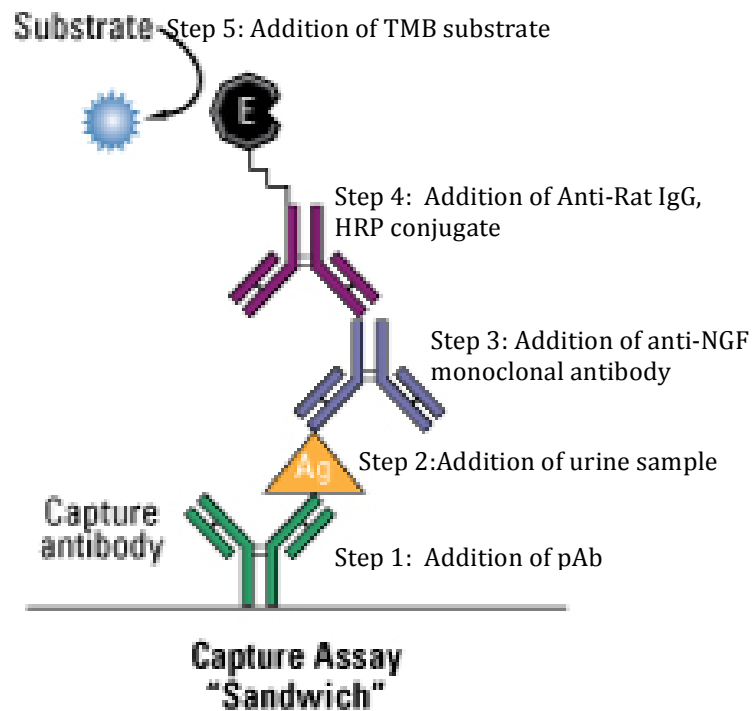 Substrate Step 5: Addition of TMB substrate
E
Step 4:  Addition of Anti-Rat IgG,
HRP conjugate
Step 3: Addition of anti-NGF
monoclonal antibody
Ag
Step 2:Addition of urine sample
Capture
antibody
Step 1:  Addition of pAb
Capture Assay
"Sandwich"